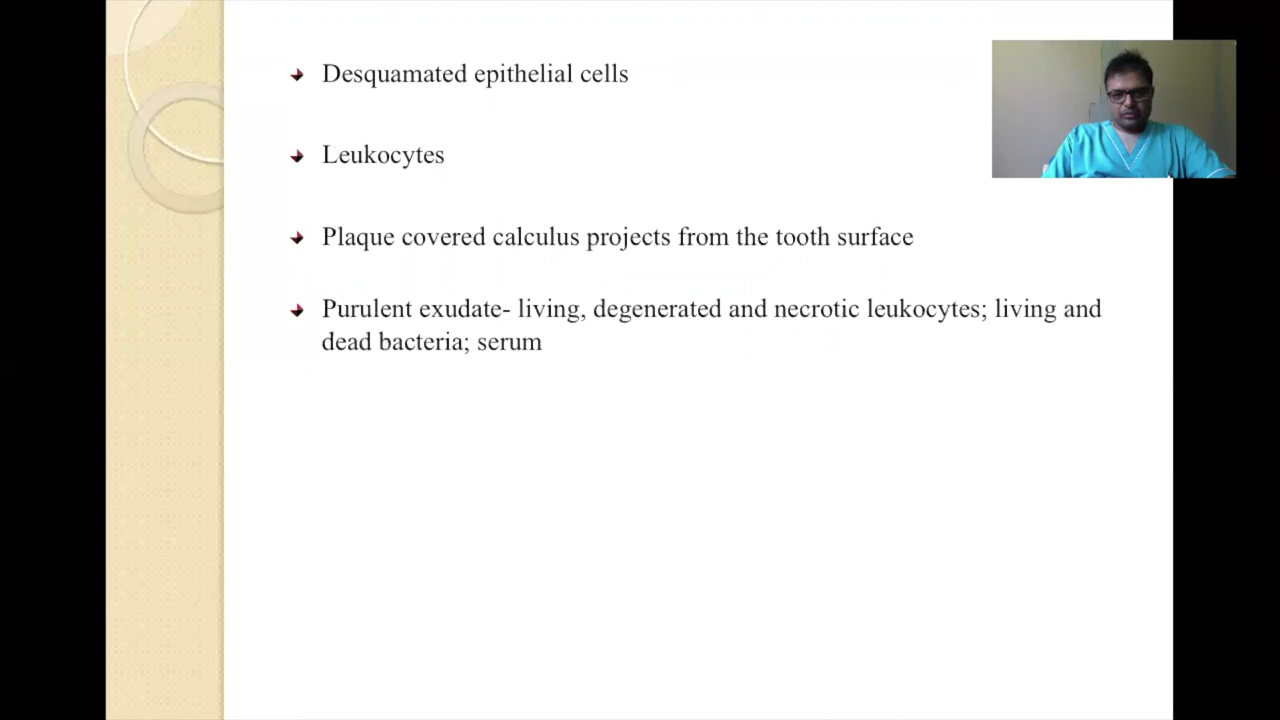 Desquamated epithelial cells
Leukocytes
Plaque covered calculus projects from the tooth surface
Purulent exudate- living, degenerated and necrotic leukocytes; living and
dead bacteria; serum